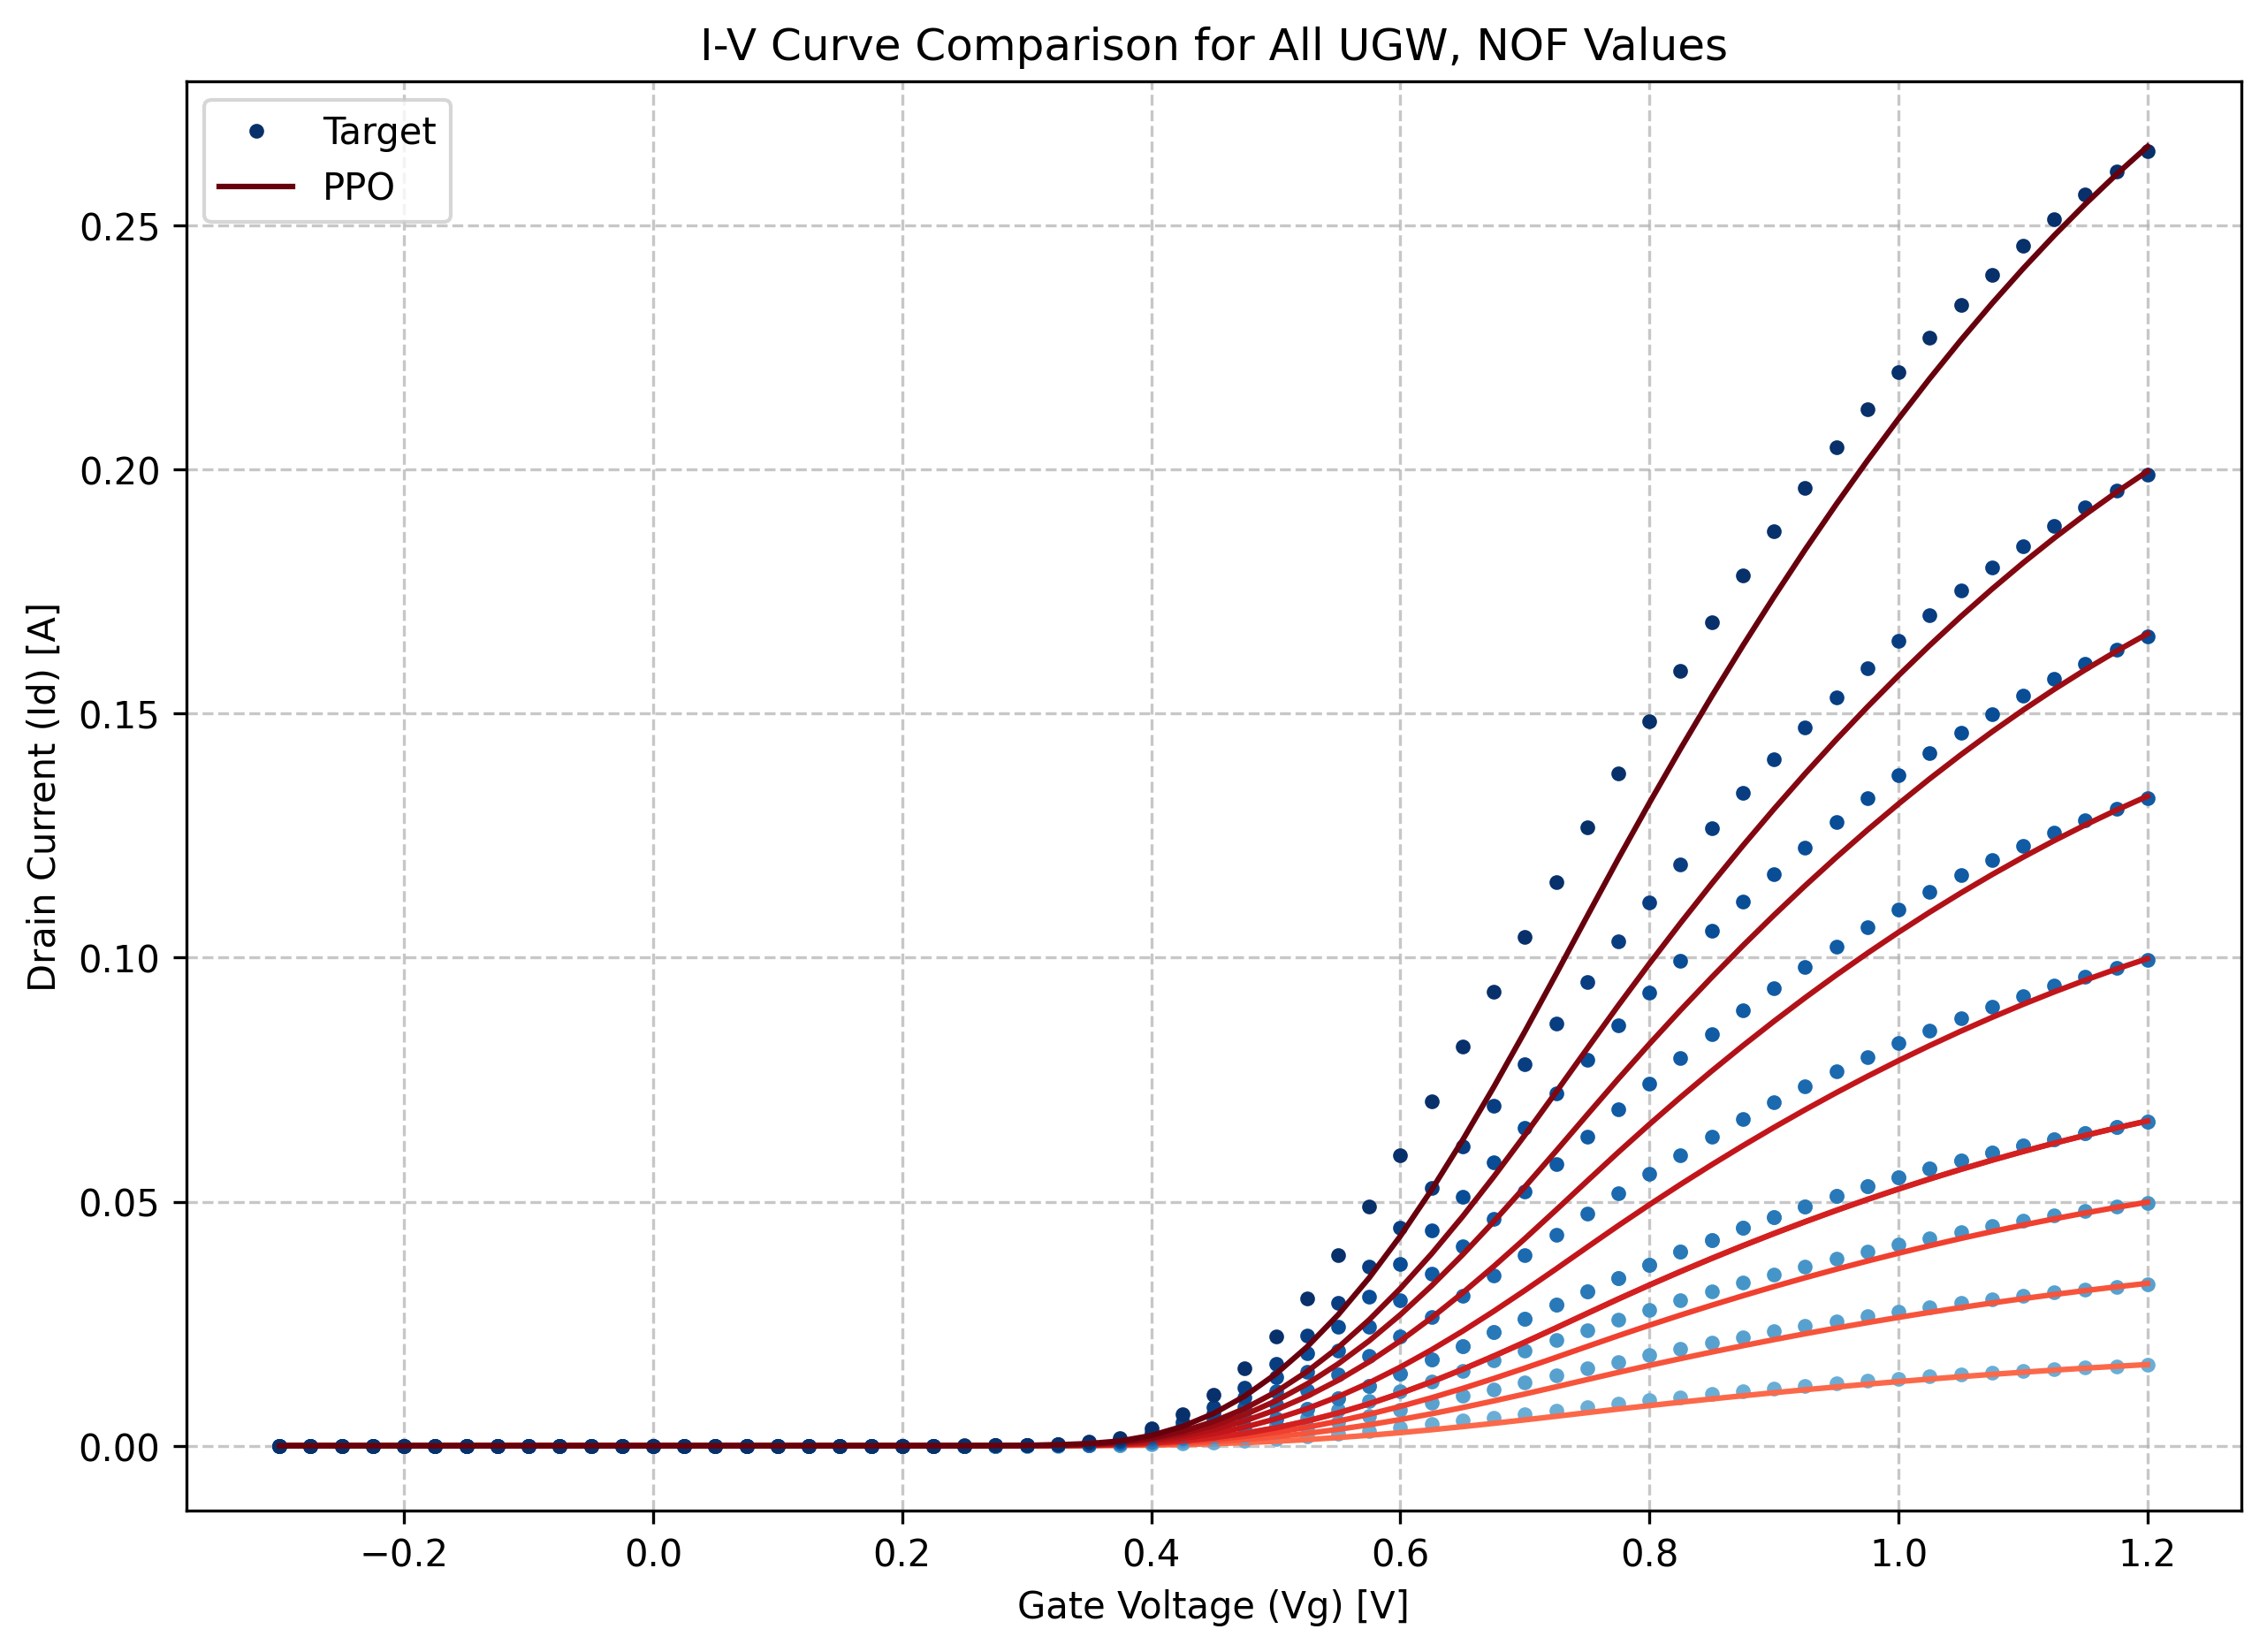 I-V Curve Comparison for All UGW, NOF Values
Target
PPO
Drain Current (Id) [A]
0.25
0.20
0.15
0.10
0.05
0.00
−0.2 0.0 0.2 0.4 0.6 0.8 1.0 1.2
Gate Voltage (Vg) [V]